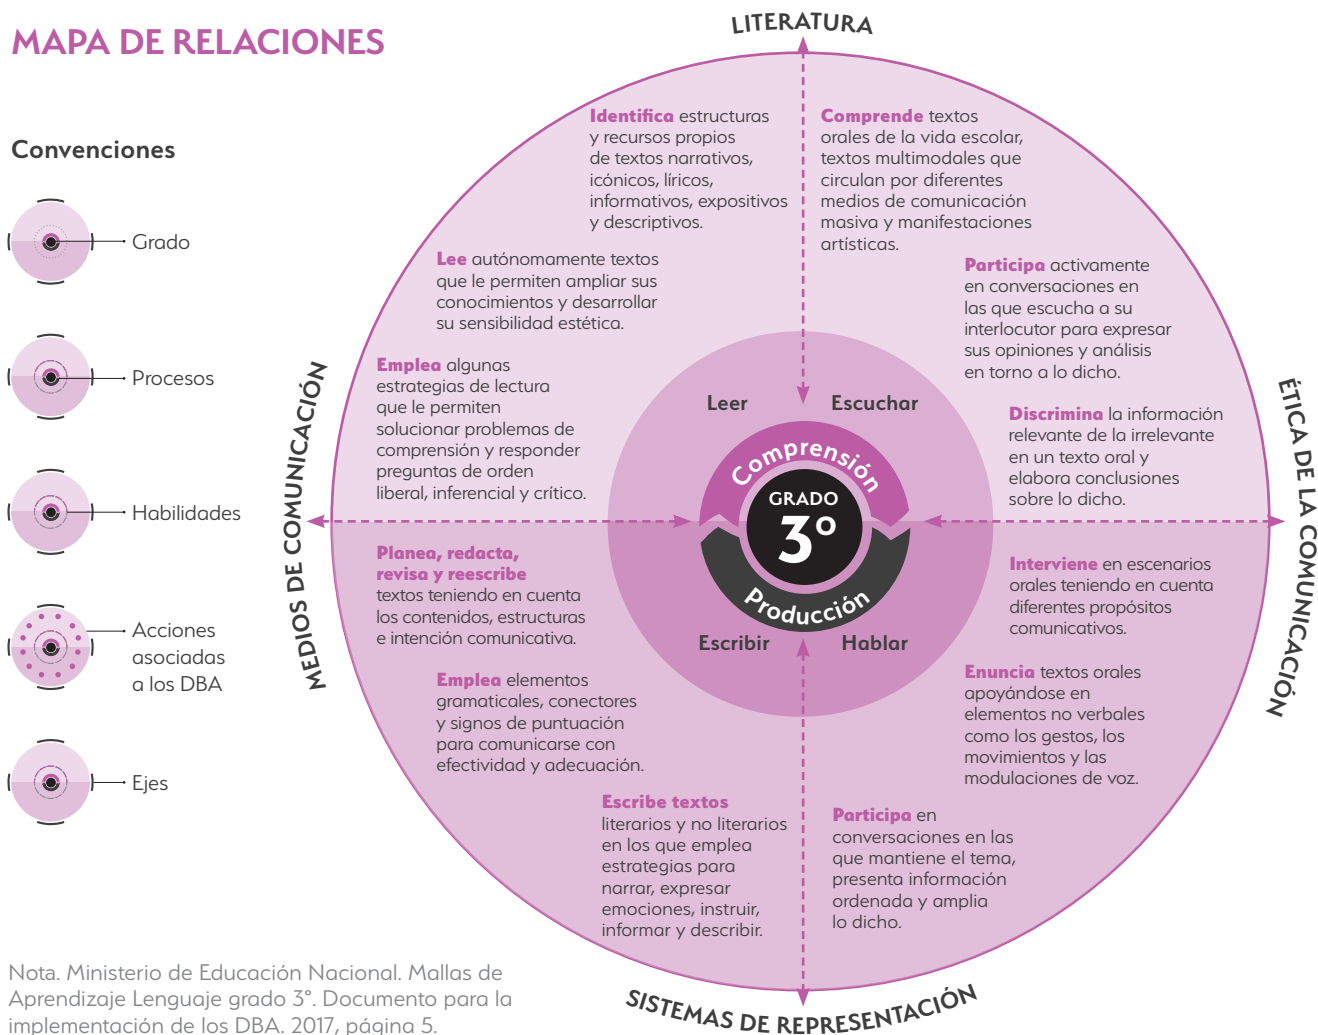 MAPA DE RELACIONES
Convenciones
Grado
Procesos
Habilidades
Acciones
asociadas
a los DBA
Ejes
LITERATURA
Identifica estructuras
y recursos propios
de textos narrativos,
icónicos, líricos,
informativos, expositivos
y descriptivos.
Comprende textos
orales de la vida escolar,
textos multimodales que
circulan por diferentes
medios de comunicación
masiva y manifestaciones
artísticas.
Lee autónomamente textos
que le permiten ampliar sus
conocimientos y desarrollar
su sensibilidad estética.
Participa activamente
en conversaciones en
las que escucha a su
interlocutor para expresar
sus opiniones y análisis
en torno a lo dicho.
Emplea algunas
estrategias de lectura
que le permiten
solucionar problemas de
comprensión y responder
preguntas de orden
liberal, inferencial y crítico.
Discrimina la información
relevante de la irrelevante
en un texto oral y
elabora conclusiones
sobre lo dicho.
Leer
Escuchar
Comprensión
GRADO
3º
Producción
Escribir
Hablar
MEDIOS DE COMUNICACIÓN
ÉTICA DE LA COMUNICACIÓN
Planea, redacta,
revisa y reescribe
textos teniendo en cuenta
los contenidos, estructuras
e intención comunicativa.
Interviene en escenarios
orales teniendo en cuenta
diferentes propósitos
comunicativos.
Emplea elementos
gramaticales, conectores
y signos de puntuación
para comunicarse con
efectividad y adecuación.
Enuncia textos orales
apoyándose en
elementos no verbales
como los gestos, los
movimientos y las
modulaciones de voz.
Escribe textos
literarios y no literarios
en los que emplea
estrategias para
narrar, expresar
emociones, instruir,
informar y describir.
Participa en
conversaciones en las
que mantiene el tema,
presenta información
ordenada y amplia
lo dicho.
SISTEMAS DE REPRESENTACIÓN
Nota. Ministerio de Educación Nacional. Mallas de
Aprendizaje Lenguaje grado 3°. Documento para la
implementación de los DBA. 2017, página 5.